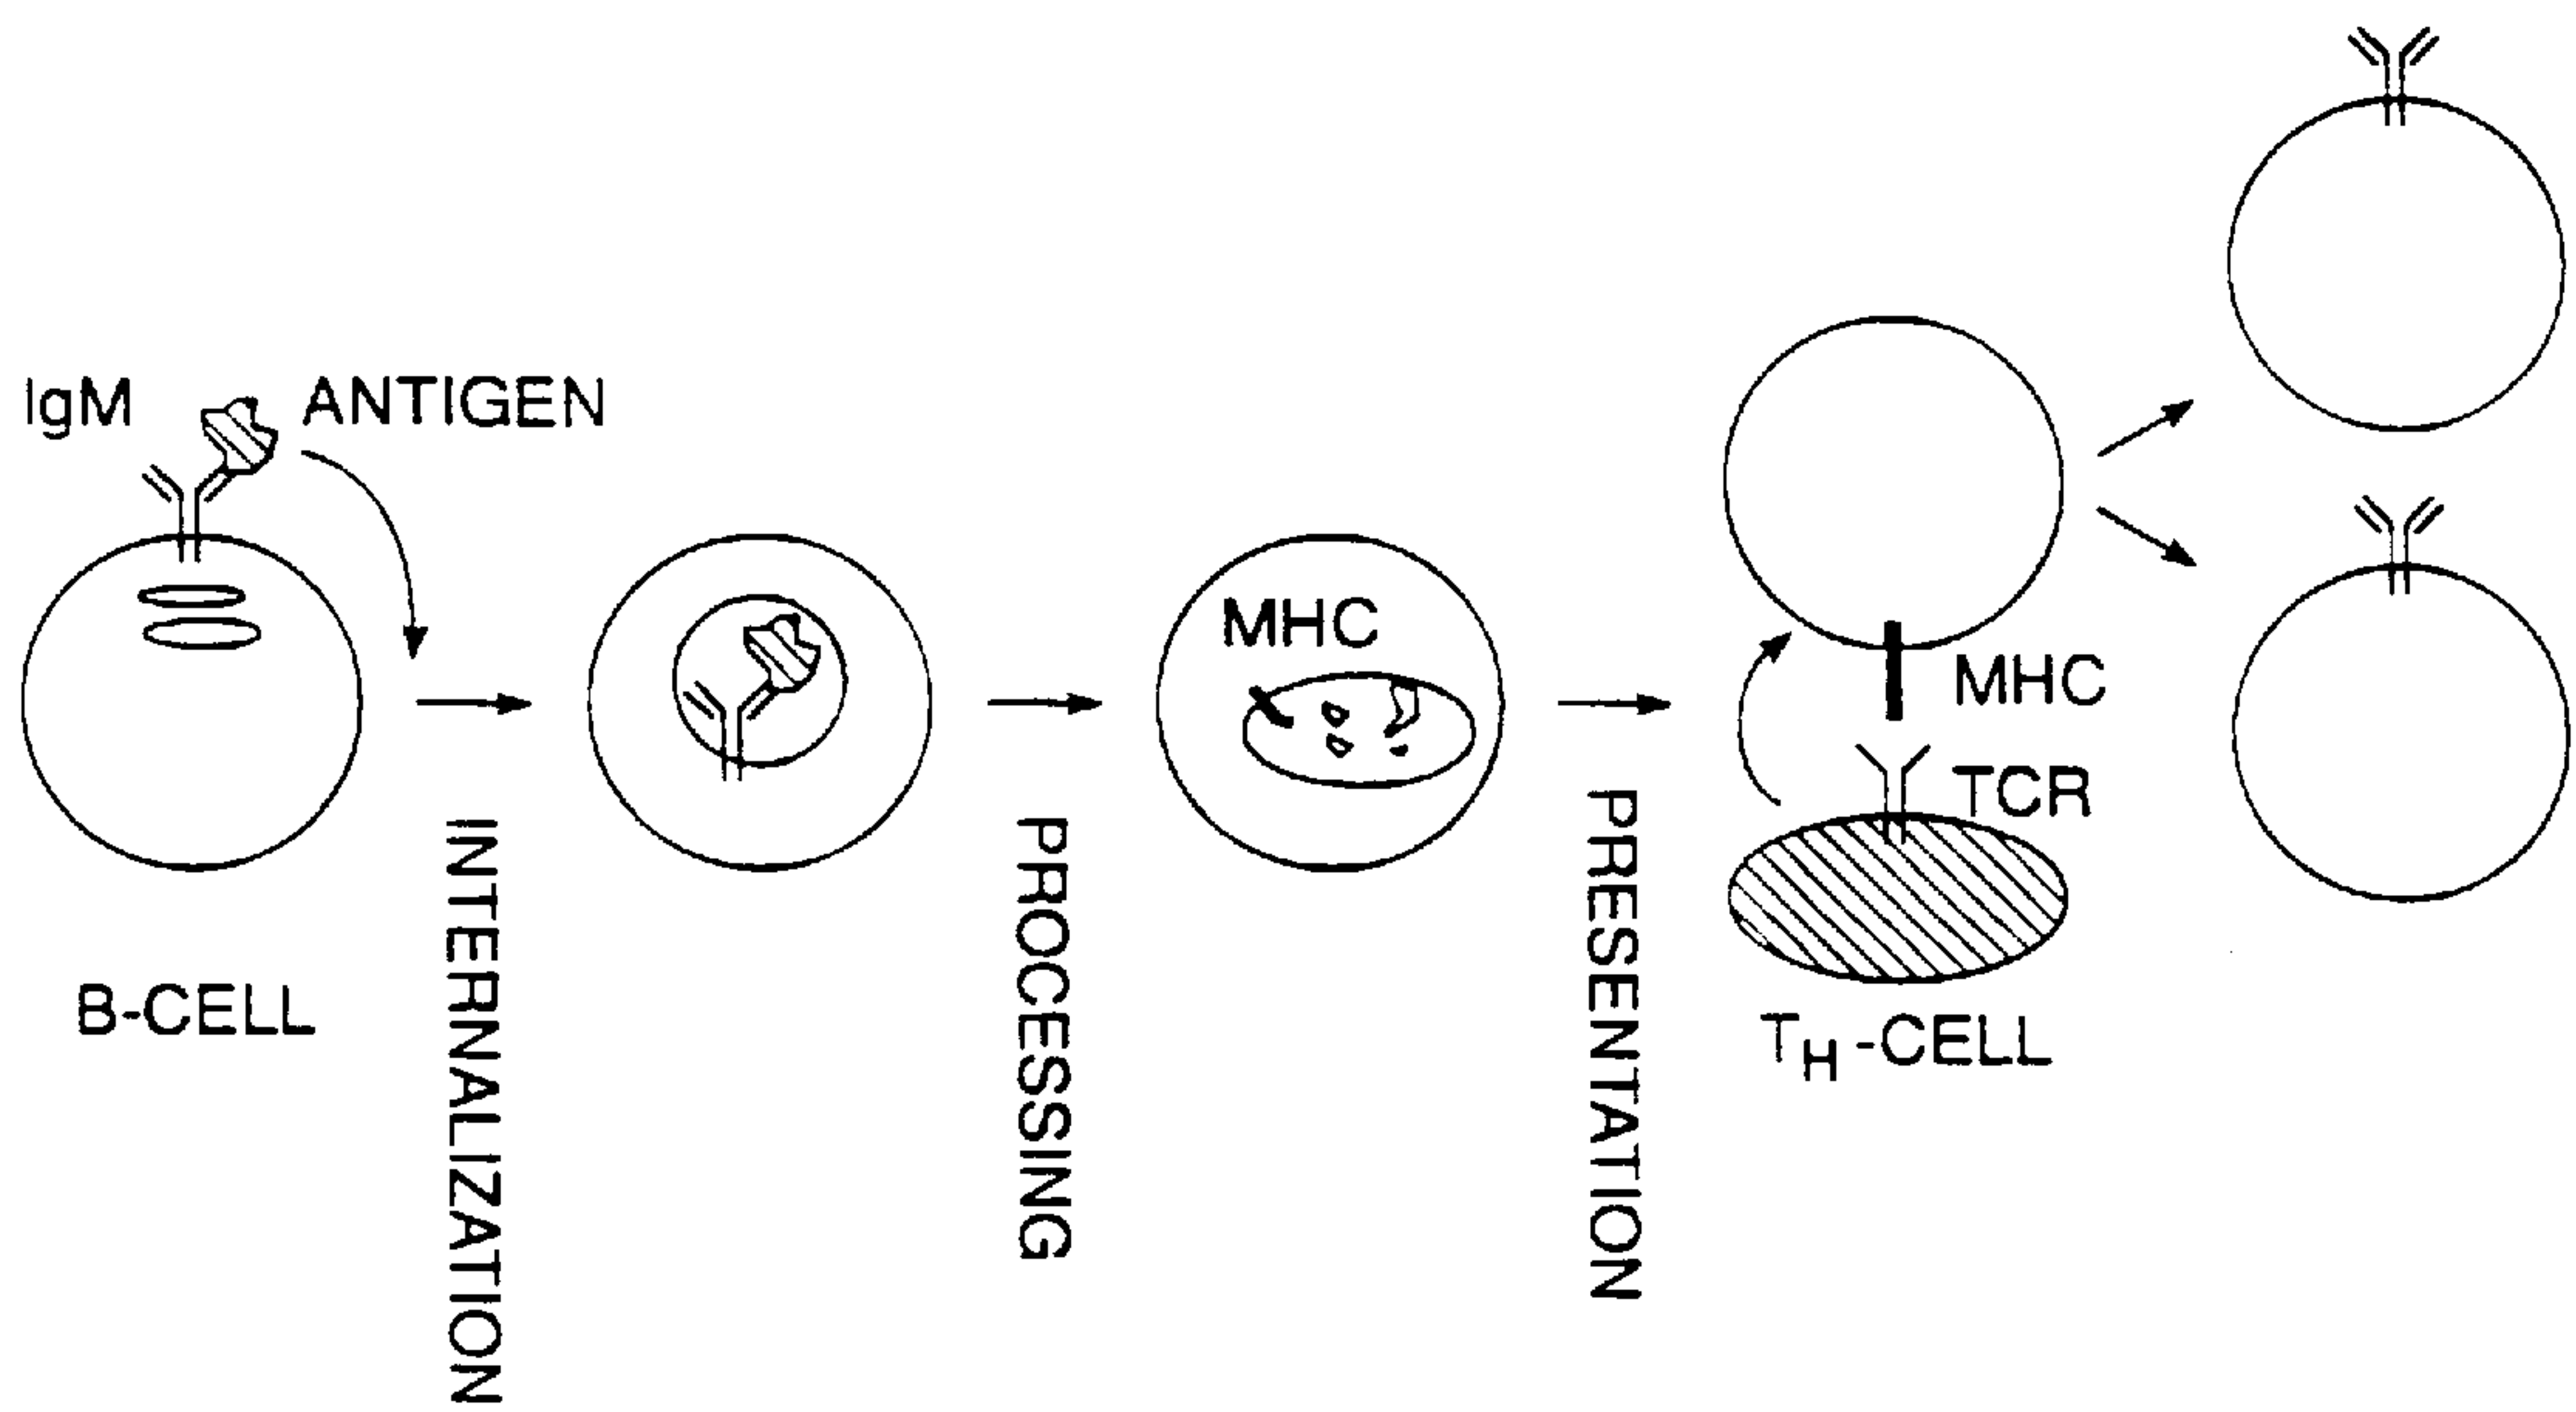 IgM
ANTIGEN
B-CELL
INTERNALIZATION
PROCESSING
MHC
PRESENTATION
MHC
TCR
TH-CELL